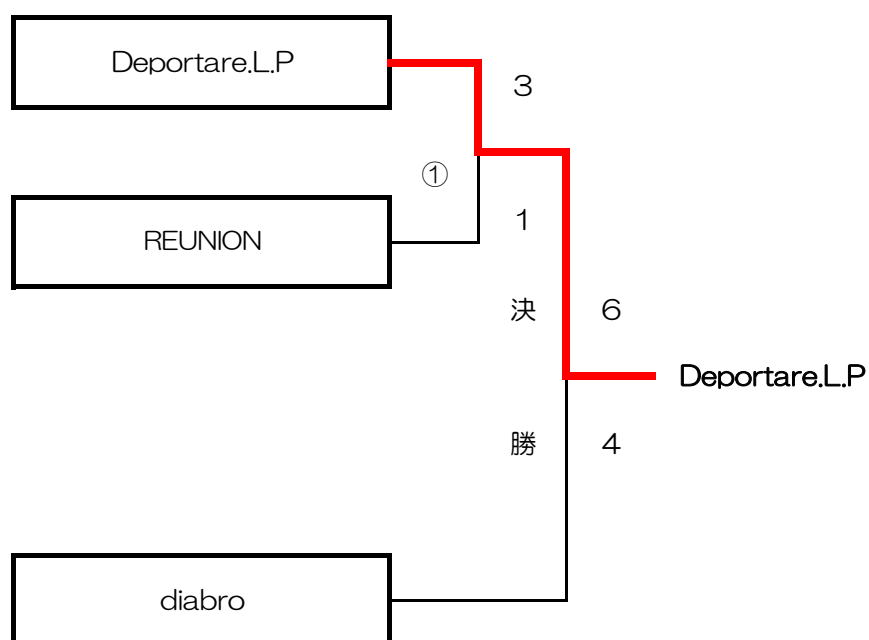 Deportare.L.P
３
①
REUNION
１
決
６
Deportare.L.P
勝
４
diabro